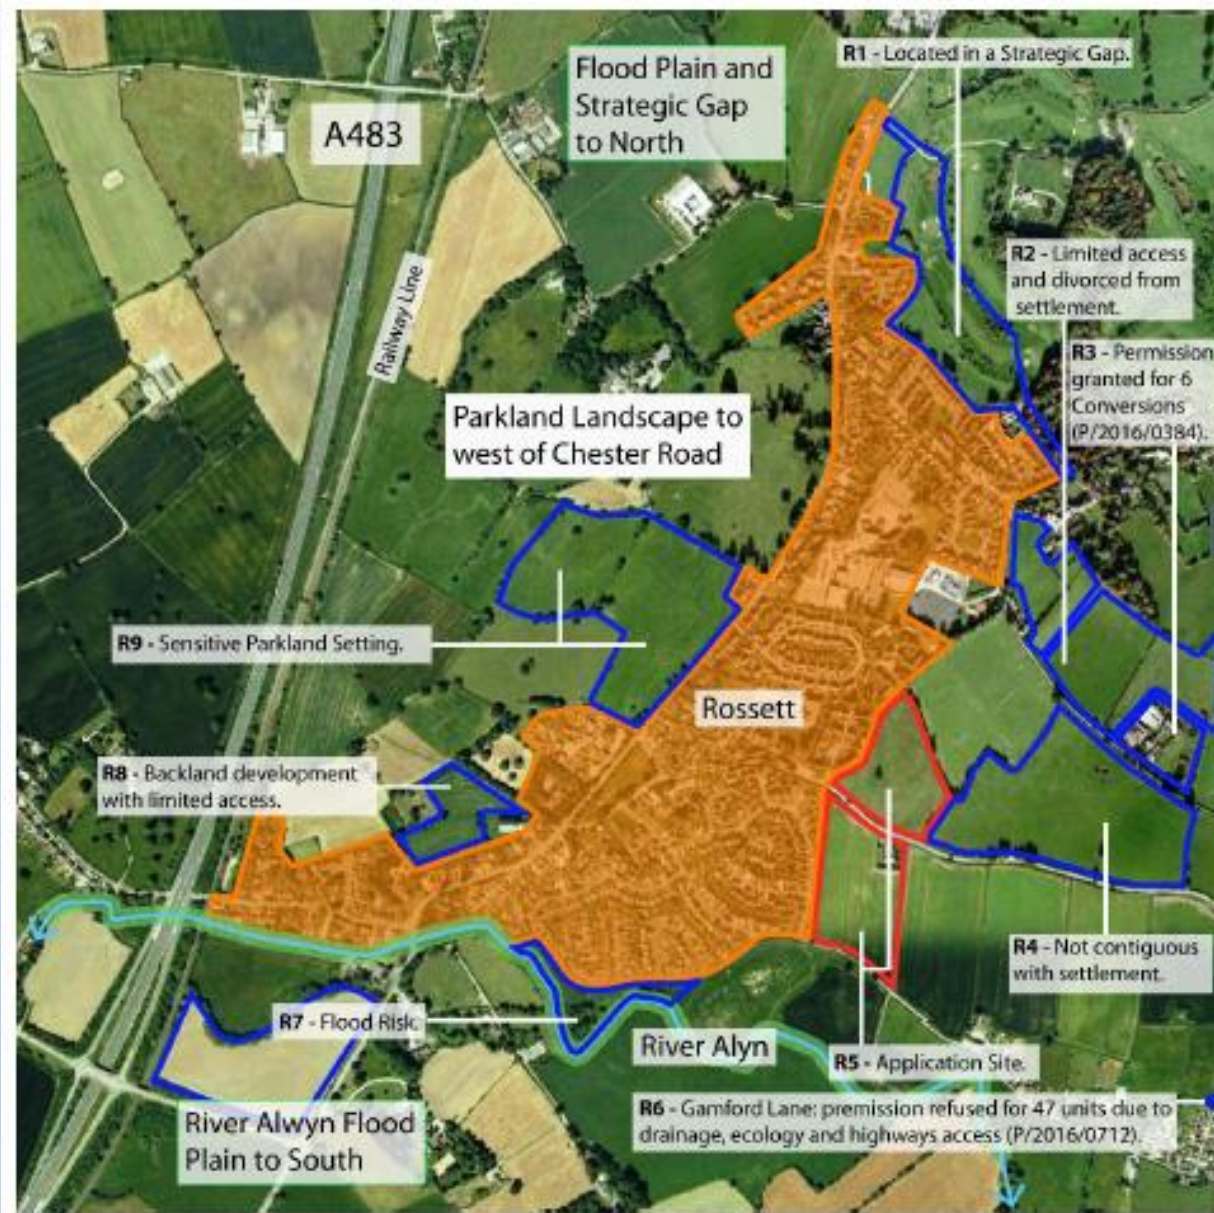 R1 - Located in a Strategic Gap.
Flood Plain and
Strategic Gap
to North
A483
R2 - Limited access
and divorced from
settlement.
Railway Line
R3 - Permission
granted for 6
Conversions
(P/2016/0384).
Parkland Landscape to
west of Chester Road
R9 - Sensitive Parkland Setting.
Rossett
R8 - Backland development
with limited access.
R4 - Not contiguous
with settlement.
R7 - Flood Risk.
River Alyn
R5 - Application Site.
R6 - Gamford Lane: premission refused for 47 units due to
drainage, ecology and highways access (P/2016/0712).
River Alwyn Flood
Plain to South